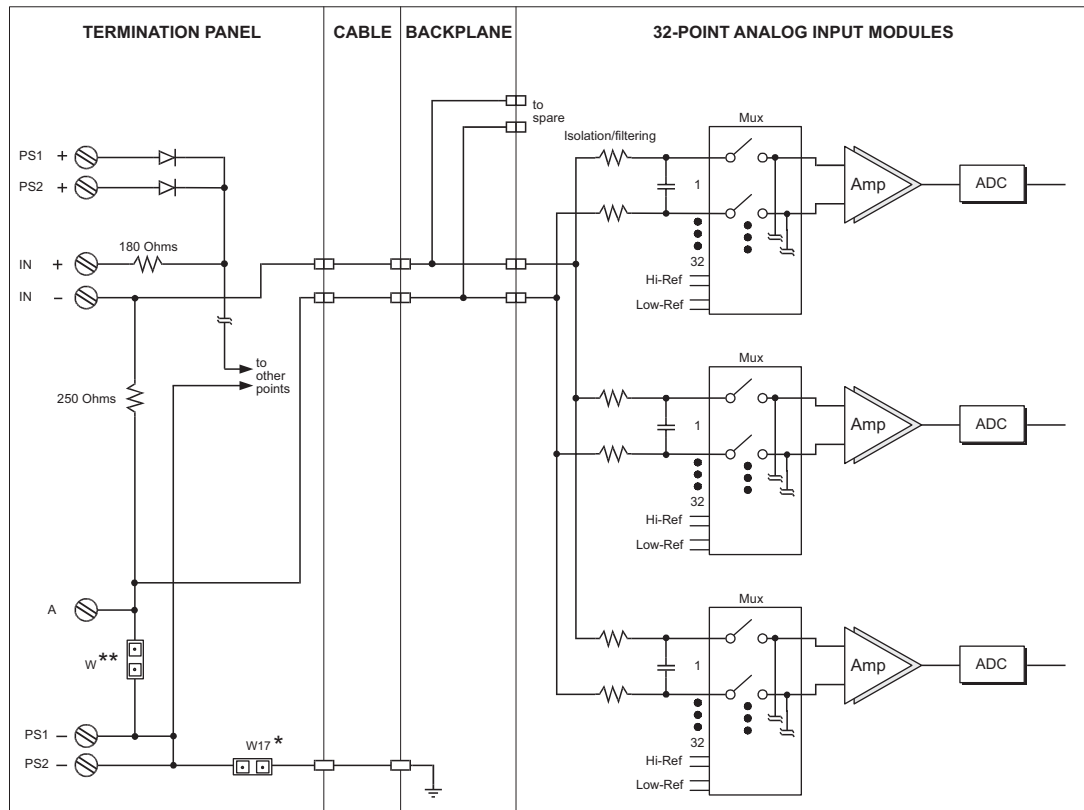 TERMINATION PANEL
CABLE
BACKPLANE
32-POINT ANALOG INPUT MODULES
PS1 +
PS2 +
IN +
180 Ohms
IN –
250 Ohms
to
other
points
A
W**
PS1 –
PS2 –
W17*
to
spare
Isolation/filtering
Mux
1
32
Hi-Ref
Low-Ref
Amp
ADC
Mux
1
32
Hi-Ref
Low-Ref
Amp
ADC
Mux
1
32
Hi-Ref
Low-Ref
Amp
ADC